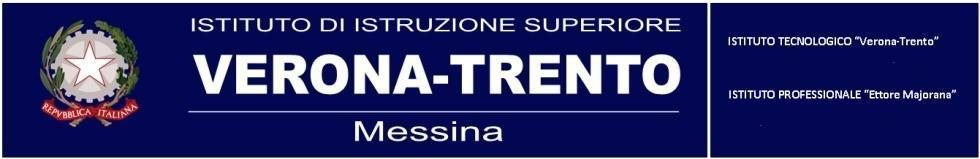 ISTITUTO DI ISTRUZIONE SUPERIORE
VERONA-TRENTO
Messina
REPVBBLICA ITALIANA
ISTITUTO TECNOLOGICO “Verona-Trento”
ISTITUTO PROFESSIONALE “Ettore Majorana”